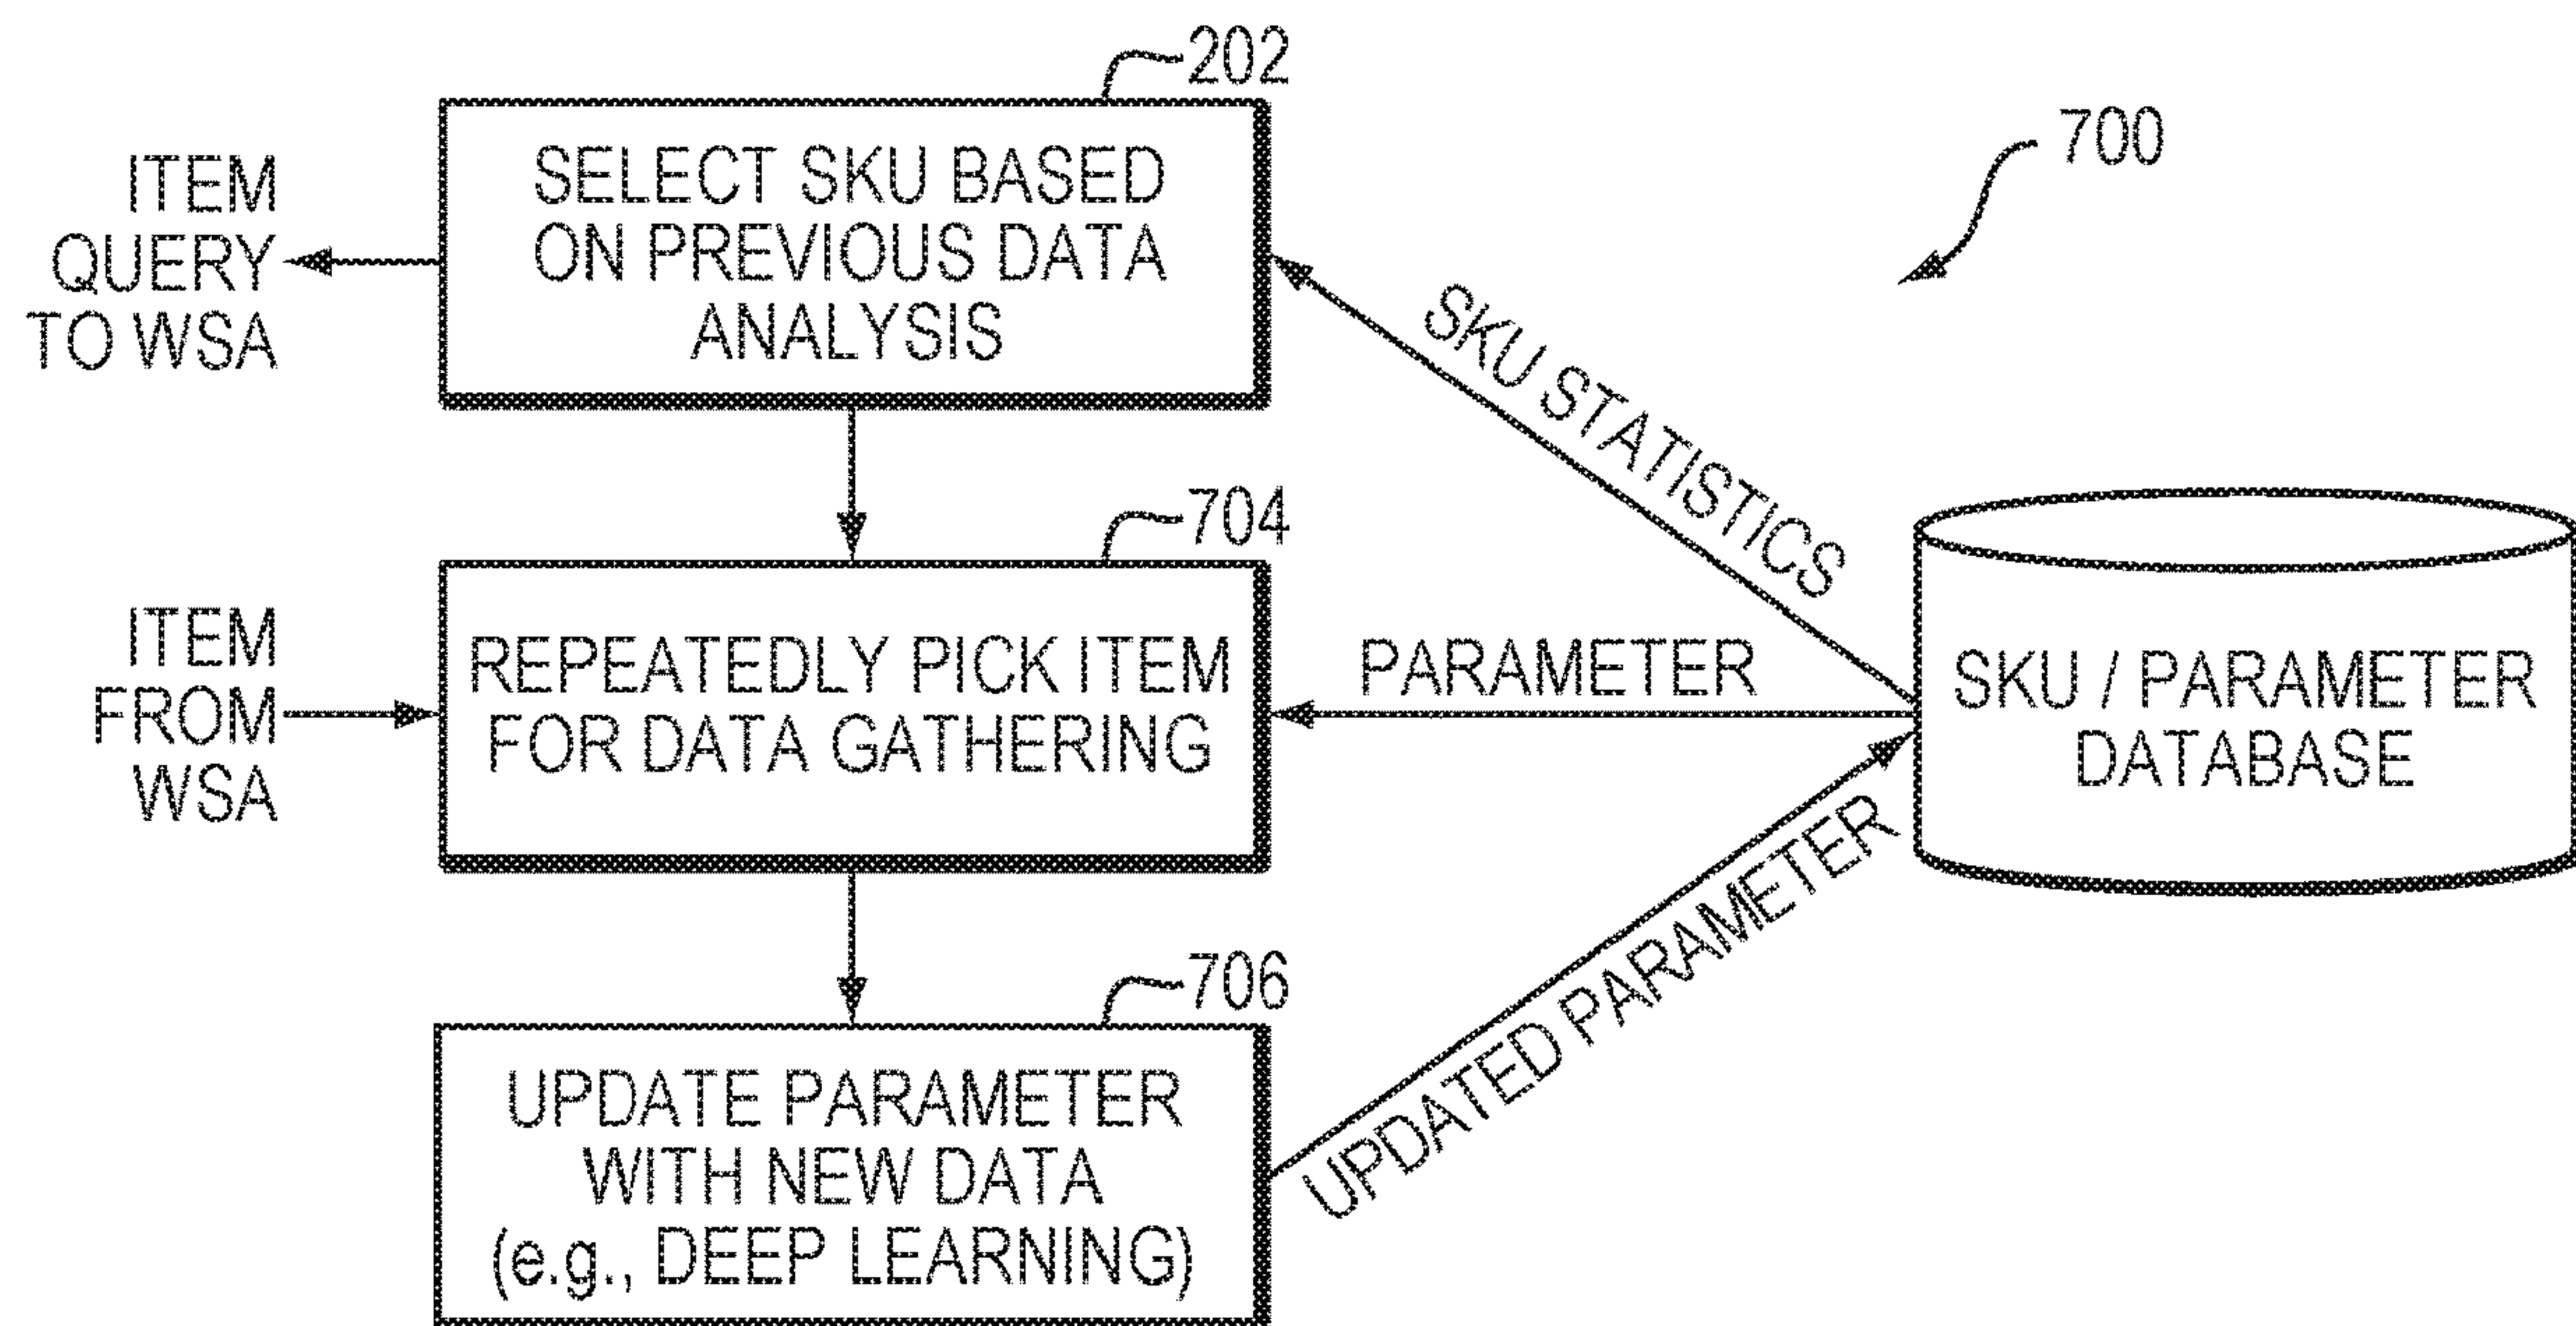 202
700
ITEM
QUERY
TO WSA
SELECT SKU BASED
ON PREVIOUS DATA
ANALYSIS
SKU STATISTICS
704
ITEM
FROM
WSA
REPEATEDLY PICK ITEM
FOR DATA GATHERING
PARAMETER
SKU / PARAMETER
DATABASE
706
UPDATE PARAMETER
WITH NEW DATA
(e.g., DEEP LEARNING)
UPDATED PARAMETER